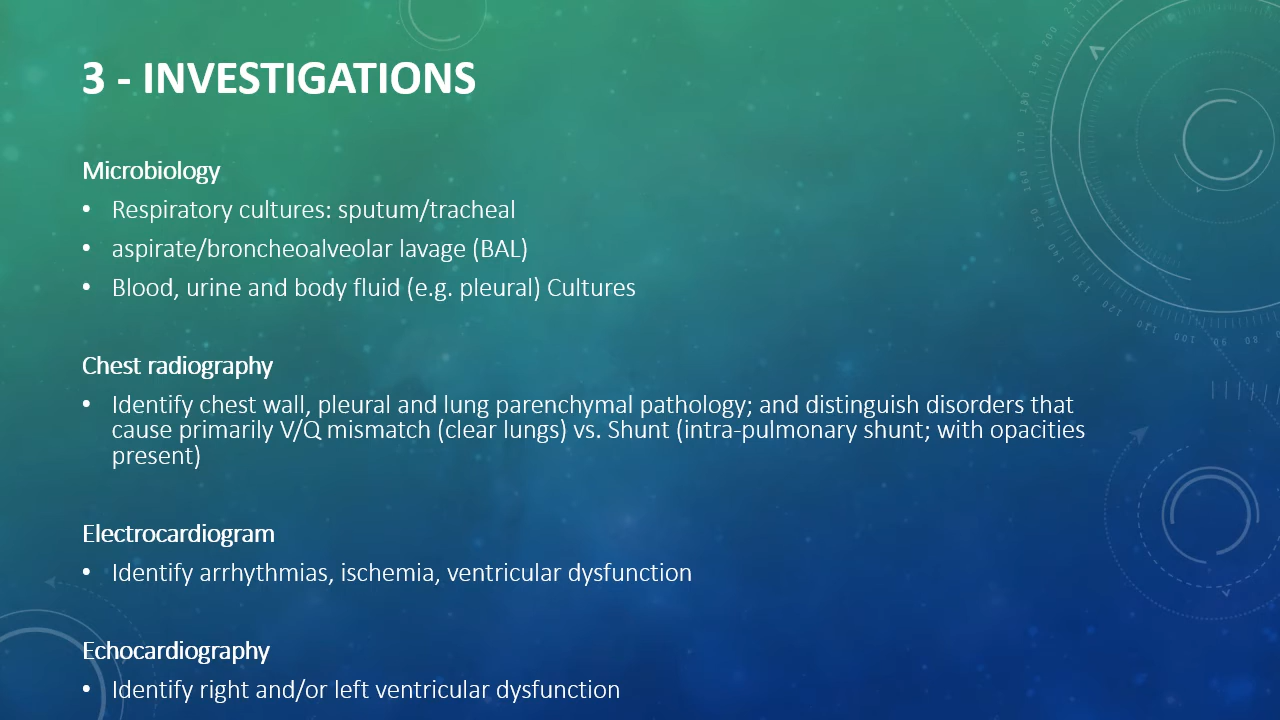 3 - INVESTIGATIONS
Microbiology
• Respiratory cultures: sputum/tracheal
• aspirate/broncheoalveolar lavage (BAL)
• Blood, urine and body fluid (e.g. pleural) Cultures
Chest radiography
• Identify chest wall, pleural and lung parenchymal pathology; and distinguish disorders that
cause primarily V/Q mismatch (clear lungs) vs. Shunt (intra-pulmonary shunt; with opacities
present)
Electrocardiogram
• Identify arrhythmias, ischemia, ventricular dysfunction
Echocardiography
• Identify right and/or left ventricular dysfunction